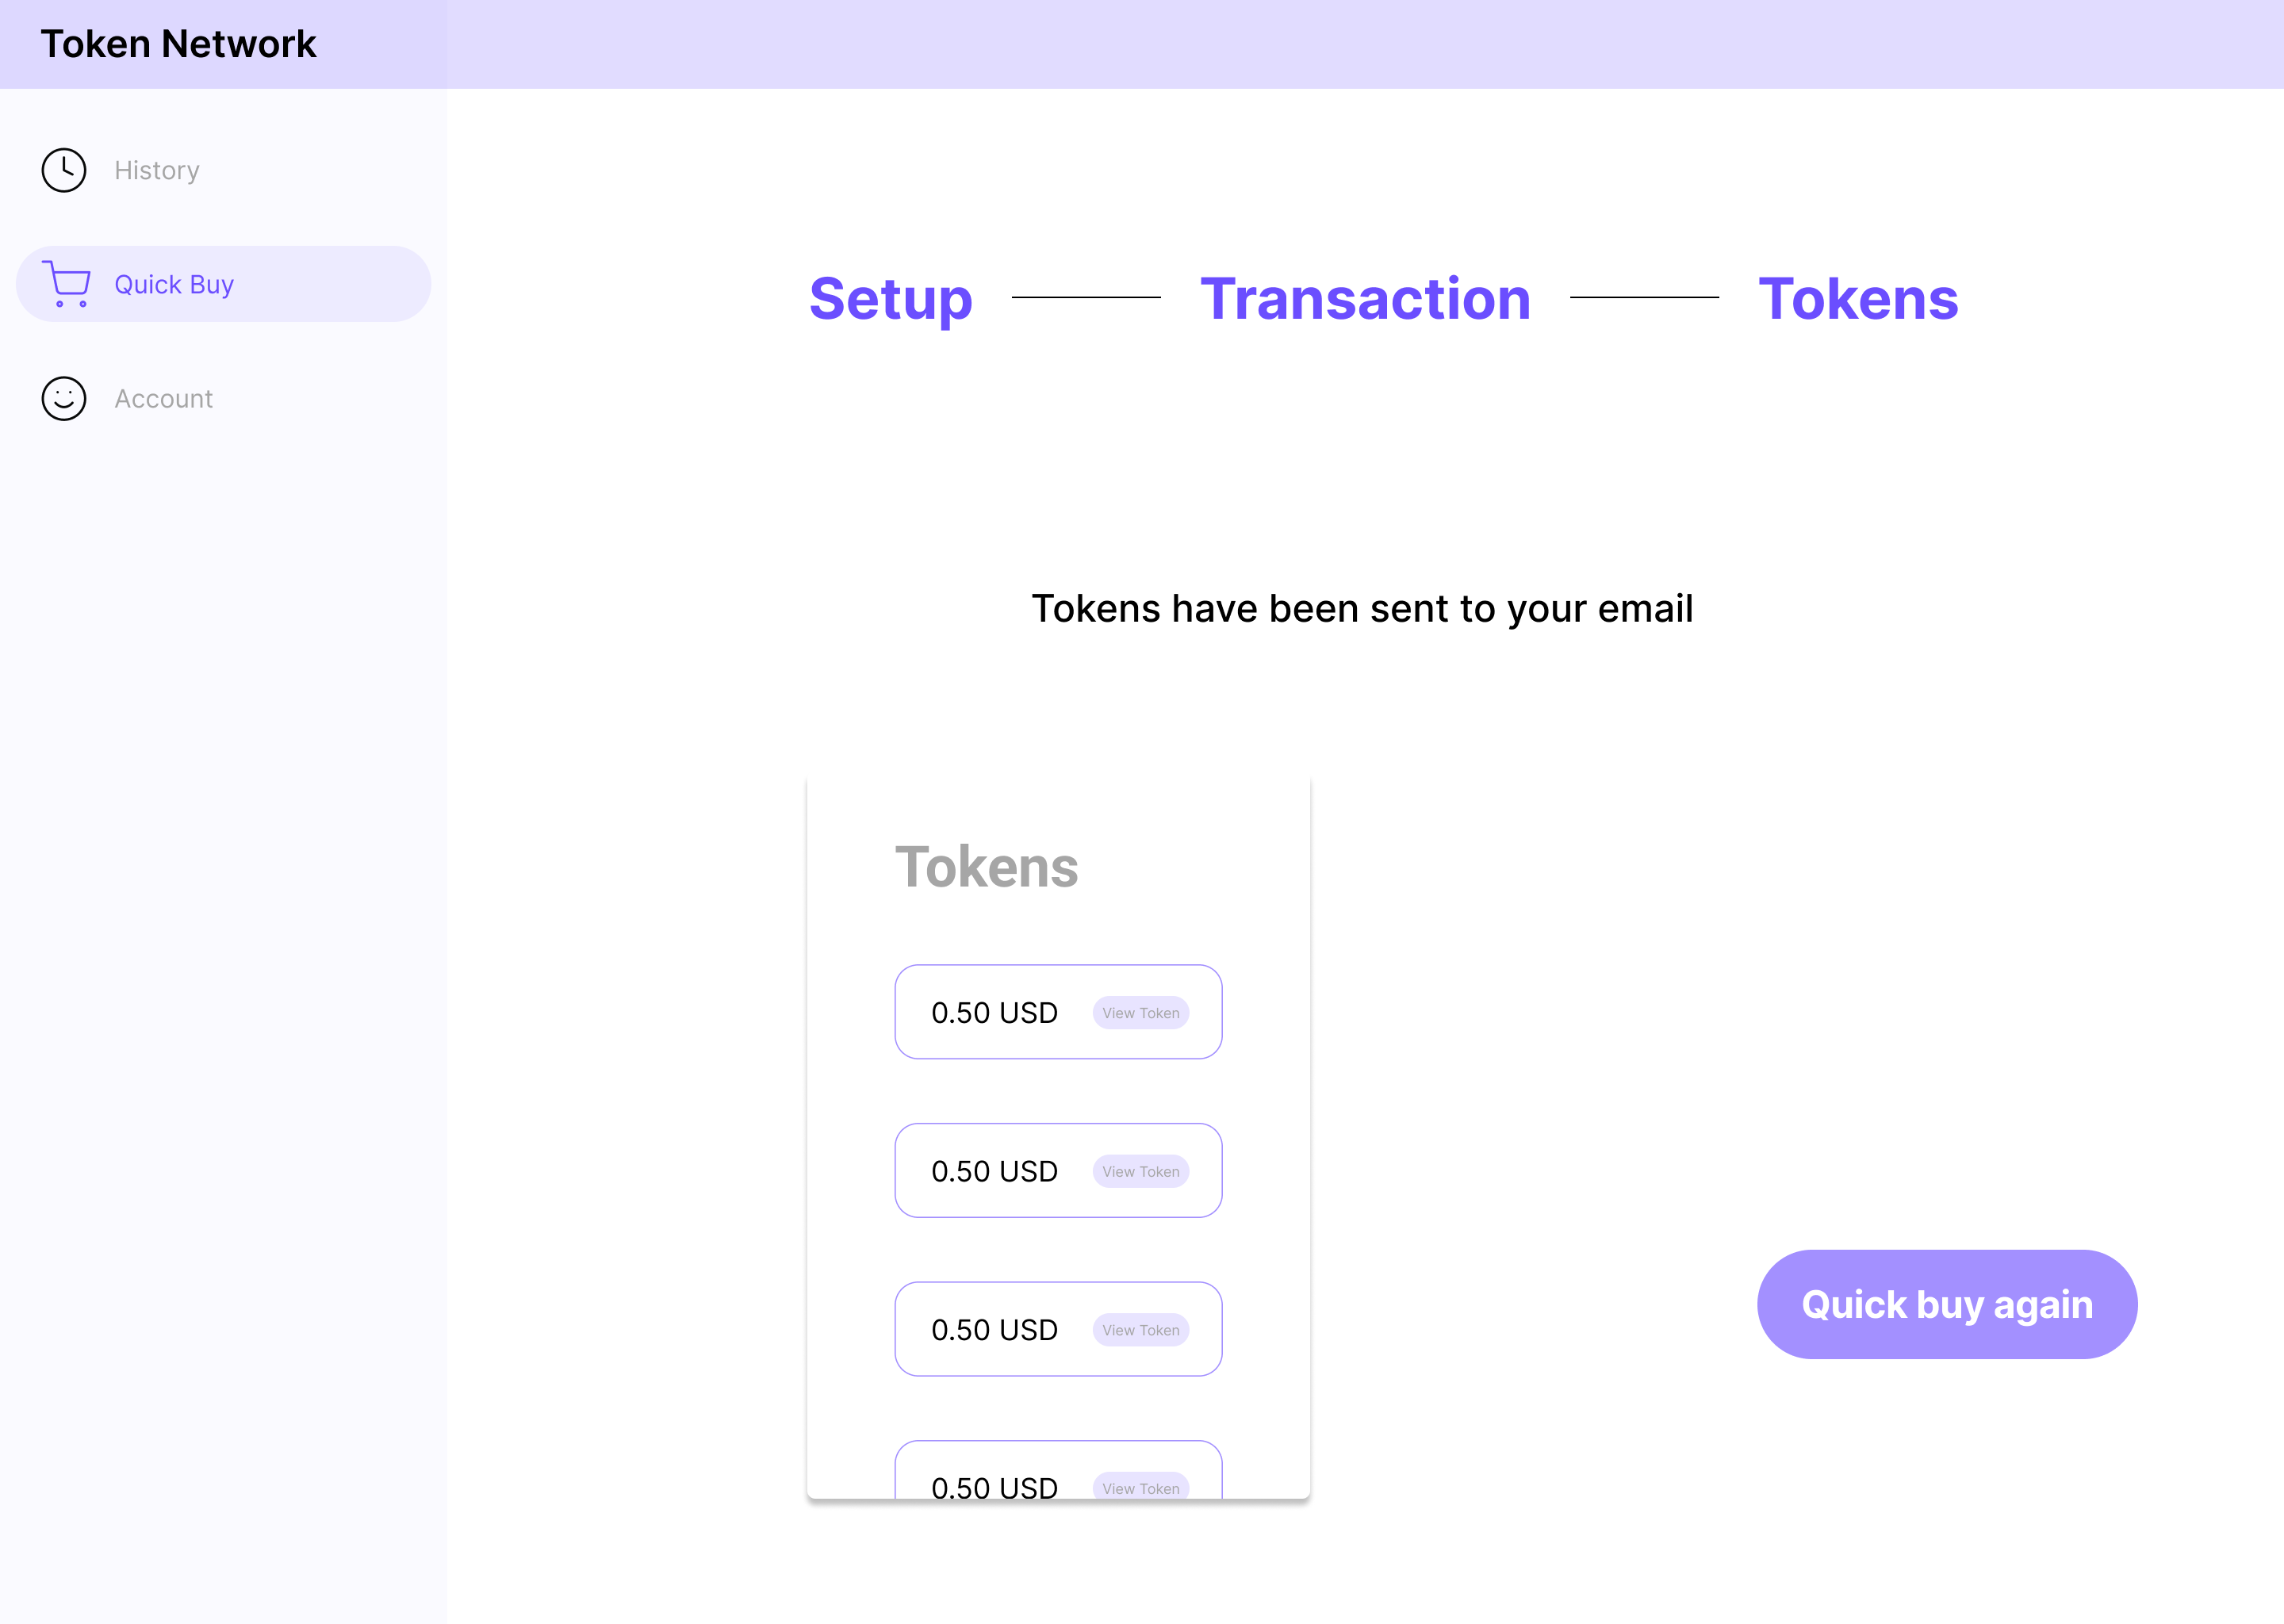 Token Network
History
Quick Buy
Account
Setup Transaction Tokens
Tokens have been sent to your email
Tokens
0.50 USD View Token
0.50 USD View Token
0.50 USD View Token
0.50 USD View Token
Quick buy again